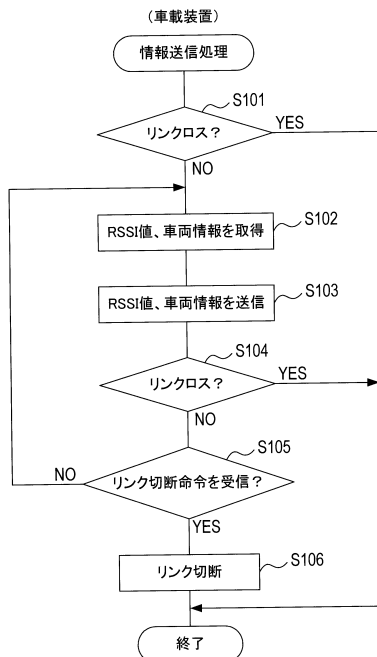 （車載装置）
情報送信処理
S101
リンクロス？
YES
NO
RSSI値、車両情報を取得
S102
RSSI値、車両情報を送信
S103
S104
リンクロス？
YES
NO
S105
NO
リンク切断命令を受信？
YES
リンク切断
S106
終了